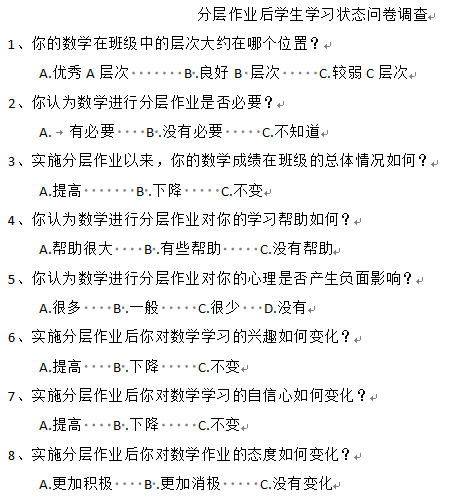 分层作业后学生学习状态问卷调查
1、你的数学在班级中的层次大约在哪个位置？
A.优秀 A 层次 B.良好 B 层次 C.较弱 C 层次
2、你认为数学进行分层作业是否必要？
A. 有必要 B.没有必要 C.不知道
3、实施分层作业以来，你的数学成绩在班级的总体情况如何？
A.提高 B.下降 C.不变
4、你认为数学进行分层作业对你的学习帮助如何？
A.帮助很大 B.有些帮助 C.没有帮助
5、你认为数学进行分层作业对你的心理是否产生负面影响？
A.很多 B.一般 C.很少 D.没有
6、实施分层作业后你对数学学习的兴趣如何变化？
A.提高 B.下降 C.不变
7、实施分层作业后你对数学学习的自信心如何变化？
A.提高 B.下降 C.不变
8、实施分层作业后你对数学作业的态度如何变化？
A.更加积极 B.更加消极 C.没有变化